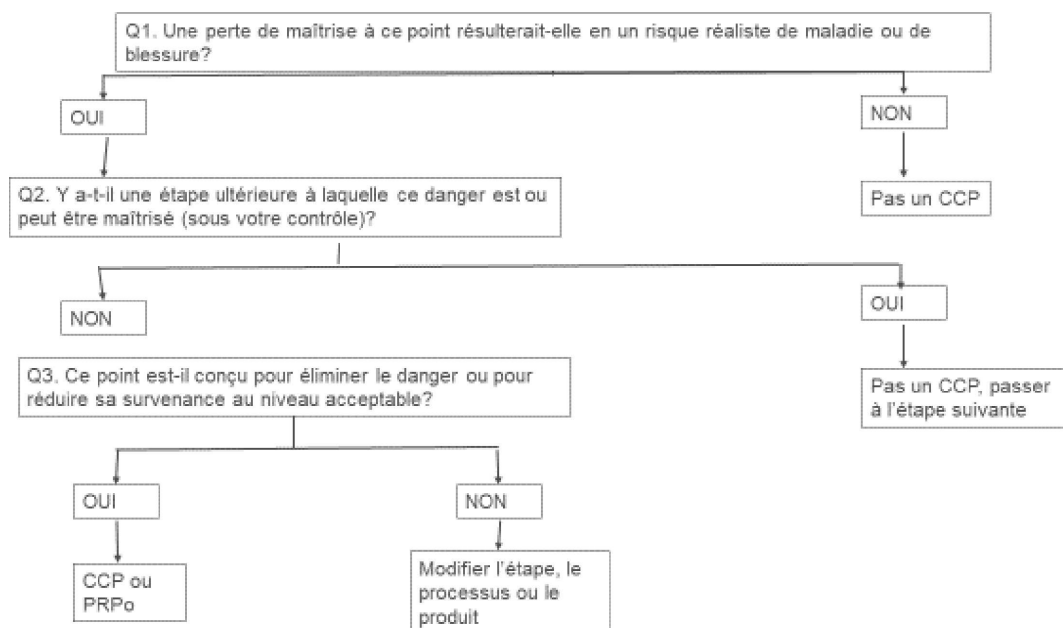 Q1. Une perte de maîtrise à ce point résulterait-elle en un risque réaliste de maladie ou de
blessure?
OUI
NON
Q2. Y a-t-il une étape ultérieure à laquelle ce danger est ou
peut être maîtrisé (sous votre contrôle)?
Pas un CCP
NON
OUI
Q3. Ce point est-il conçu pour éliminer le danger ou pour
réduire sa survenance au niveau acceptable?
Pas un CCP, passer
à l'étape suivante
OUI
NON
CCP ou
PRPo
Modifier l'étape, le
processus ou le
produit